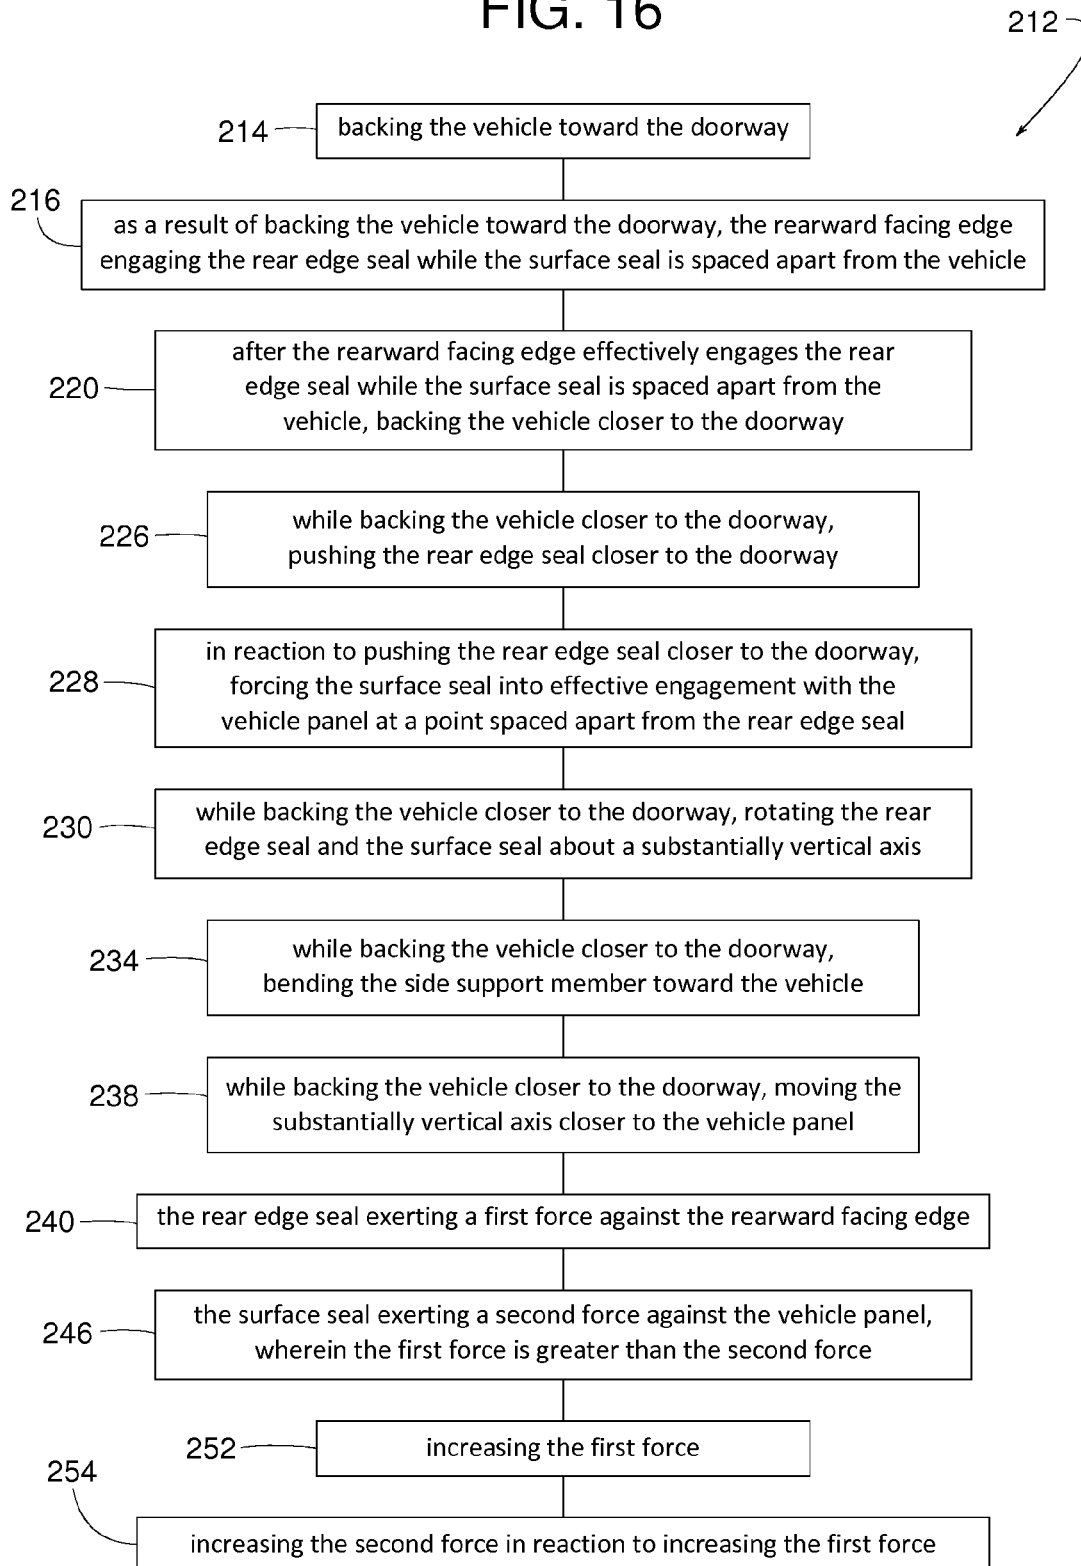 FIG. 16
212
214
backing the vehicle toward the doorway
216
as a result of backing the vehicle toward the doorway, the rearward facing edge
engaging the rear edge seal while the surface seal is spaced apart from the vehicle
220
after the rearward facing edge effectively engages the rear
edge seal while the surface seal is spaced apart from the
vehicle, backing the vehicle closer to the doorway
226
while backing the vehicle closer to the doorway,
pushing the rear edge seal closer to the doorway
228
in reaction to pushing the rear edge seal closer to the doorway,
forcing the surface seal into effective engagement with the
vehicle panel at a point spaced apart from the rear edge seal
230
while backing the vehicle closer to the doorway, rotating the rear
edge seal and the surface seal about a substantially vertical axis
234
while backing the vehicle closer to the doorway,
bending the side support member toward the vehicle
238
while backing the vehicle closer to the doorway, moving the
substantially vertical axis closer to the vehicle panel
240
the rear edge seal exerting a first force against the rearward facing edge
246
the surface seal exerting a second force against the vehicle panel,
wherein the first force is greater than the second force
252
increasing the first force
254
increasing the second force in reaction to increasing the first force